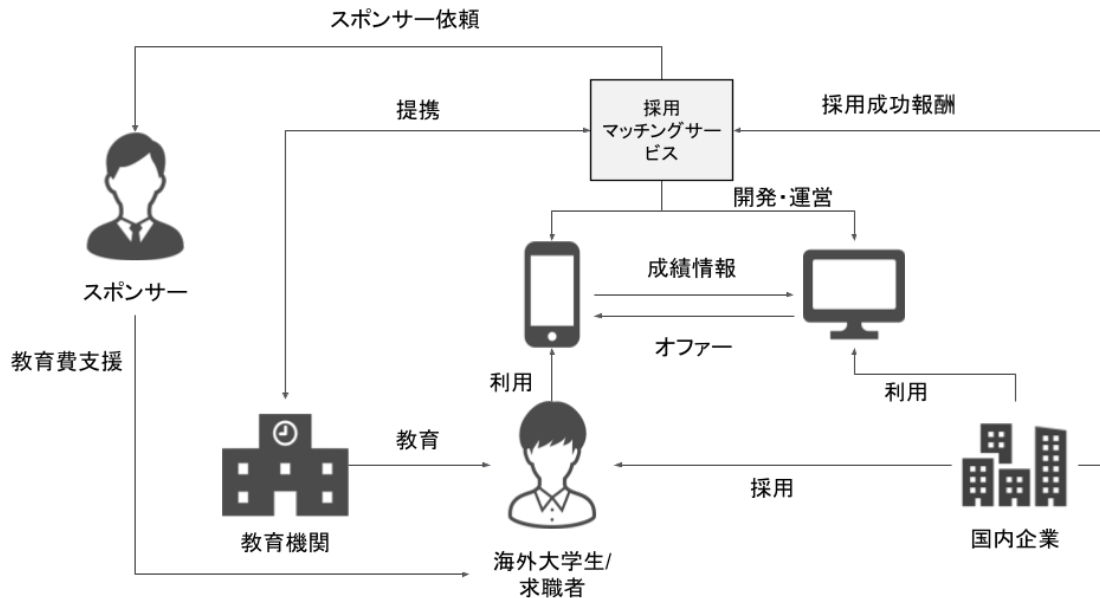 スポンサー依頼
採用
マッチングサー
ビス
提携
採用成功報酬
開発・運営
スポンサー
成績情報
オファー
教育費支援
利用
利用
教育
採用
教育機関
海外大学生/
求職者
国内企業